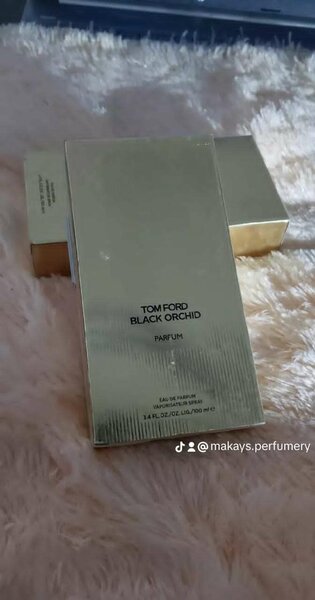 TOM FORD
BLACK ORCHID
PARFUM
EAU DE PARFUM
VAPORISATEUR SPRAY
3.4 FL.OZ./OZ. LIQ./100 ml ℮
@makays.perfumery